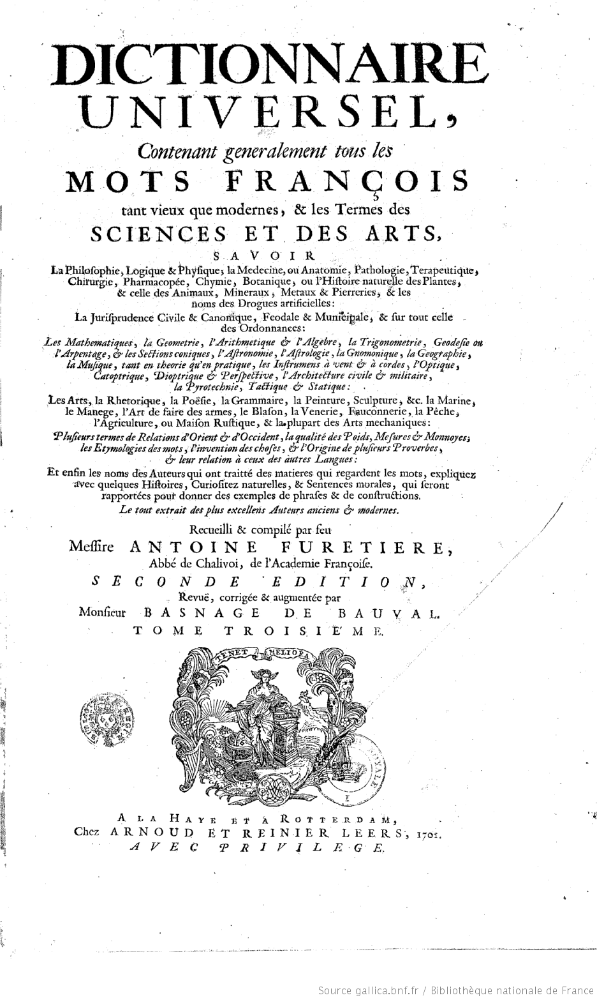 DICTIONNAIRE
UNIVERSEL,
Contenant generalement tous les
MOTS FRANÇOIS
tant vieux que modernes, & les Termes des
SCIENCES ET DES ARTS,
SAVOIR
La Philoſophie, Logique & Phyſique; la Medecine, ou Anatomie, Pathologie, Terapeutique,
Chirurgie, Pharmacopée, Chymie, Botanique, ou l'Hiſtoire naturelle des Plantes,
& celle des Animaux, Mineraux, Metaux & Pierreries, & les
noms des Drogues artificielles:
La Juriſprudence Civile & Canonique, Feodale & Municipale, & ſur tout celle
des Ordonnances:
Les Mathematiques, la Geometrie, l'Arithmetique & l'Algebre, la Trigonometrie, Geodeſie ou
l'Arpentage, & les Sections coniques, l'Aſtronomie, l'Aſtrologie, la Gnomonique, la Geographie,
la Muſique, tant en theorie qu'en pratique, les Inſtrumens à vent & à cordes, l'Optique,
Catoptrique, Dioptrique & Perſpective, l'Architecture civile & militaire,
la Pyrotechnie, Tactique & Statique:
Les Arts, la Rhetorique, la Poëſie, la Grammaire, la Peinture, Sculpture, &c. la Marine,
le Manege, l'Art de faire des armes, le Blaſon, la Venerie, Fauconnerie, la Pêche,
l'Agriculture, ou Maiſon Ruſtique, & la plupart des Arts mechaniques:
Pluſieurs termes de Relations d'Orient & d'Occident, la qualité des Poids, Meſures & Monnoyes;
les Etymologies des mots, l'invention des choſes, & l'Origine de pluſieurs Proverbes,
& leur relation à ceux des autres Langues:
Et enfin les noms des Auteurs qui ont traitté des matieres qui regardent les mots, expliquez
avec quelques Hiſtoires, Curioſitez naturelles, & Sentences morales, qui ſeront
rapportées pour donner des exemples de phraſes & de conſtructions.
Le tout extrait des plus excellens Auteurs anciens & modernes.
Recueilli & compilé par feu
Meſſire ANTOINE FURETIERE,
Abbé de Chalivoi, de l'Academie Françoiſe.
SECONDE EDITION,
Revuë, corrigée & augmentée par
Monſieur BASNAGE DE BAUVAL.
TOME TROISIE'ME.
TENET MELIORA
ROYALE
I
A LA HAYE ET A ROTTERDAM,
Chez ARNOUD ET REINIER LEERS, 1701.
AVEC PRIVILEGE.
Source gallica.bnf.fr / Bibliothèque nationale de France